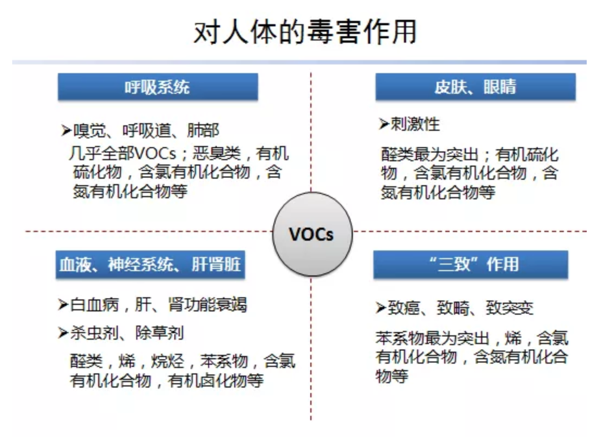 对人体的毒害作用
呼吸系统
➢嗅觉、呼吸道、肺部
几乎全部VOCs；恶臭类，有机
硫化物，含氯有机化合物，含
氮有机化合物等
皮肤、眼睛
➢刺激性
醛类最为突出；有机硫化
物，含氯有机化合物，含
氮有机化合物等
VOCs
血液、神经系统、肝肾脏
➢白血病，肝、肾功能衰竭
➢杀虫剂、除草剂
醛类，烯，烷烃，苯系物，含氯
有机化合物，有机卤化物等
“三致”作用
➢致癌、致畸、致突变
苯系物最为突出，烯，含氯
有机化合物，含氮有机化合
物等